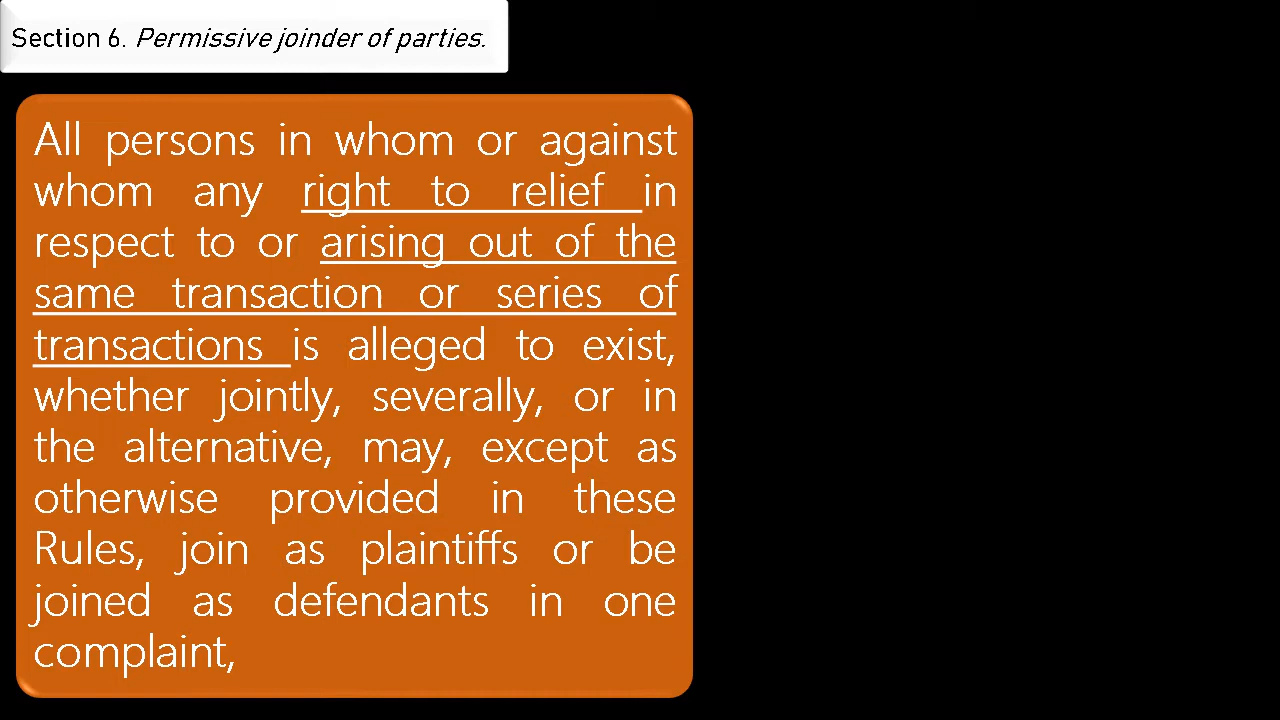 Section 6. Permissive joinder of parties.
All persons in whom or against
whom any right to relief in
respect to or arising out of the
same transaction or series of
transactions is alleged to exist,
whether jointly, severally, or in
the alternative, may, except as
otherwise provided in these
Rules, join as plaintiffs or be
joined as defendants in one
complaint,